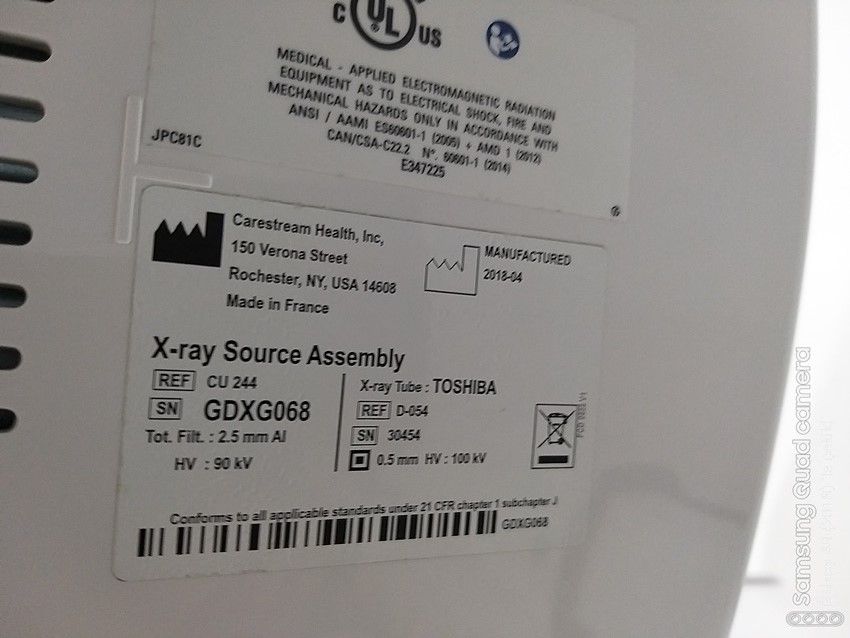 C UL US
MEDICAL - APPLIED ELECTROMAGNETIC RADIATION
EQUIPMENT AS TO ELECTRICAL SHOCK, FIRE AND
MECHANICAL HAZARDS ONLY IN ACCORDANCE WITH
ANSI / AAMI ES60601-1 (2005) + AMD 1 (2012)
CAN/CSA-C22.2 N°. 60601-1 (2014)
E347225
JPC81C
Carestream Health, Inc,
150 Verona Street
Rochester, NY, USA 14608
Made in France
MANUFACTURED
2018-04
X-ray Source Assembly
REF CU 244
SN GDXG068
Tot. Filt. : 2.5 mm Al
HV : 90 kV
X-ray Tube : TOSHIBA
REF D-054
SN 30454
0.5 mm HV : 100 kV
Conforms to all applicable standards under 21 CFR chapter 1 subchapter J
GDXG068
Samsung Quad camera